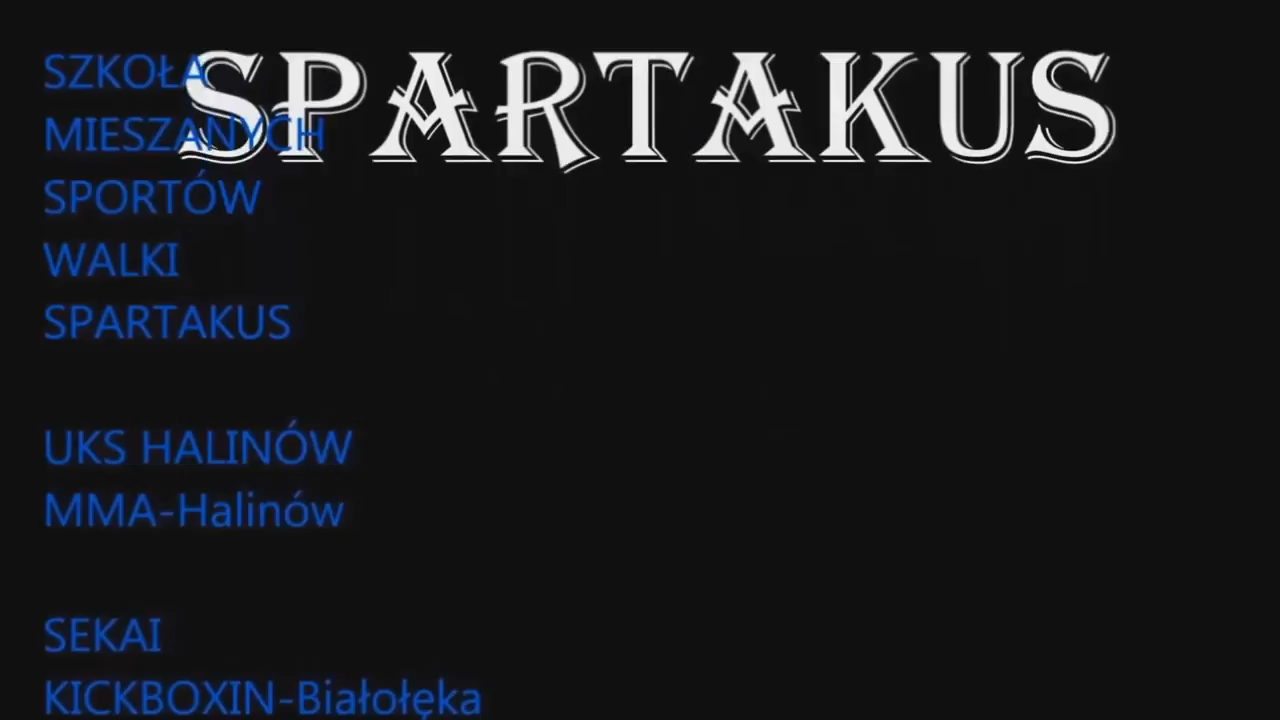 SPARTAKUS
SZKOŁA
MIESZANYCH
SPORTÓW
WALKI
SPARTAKUS
UKS HALINÓW
MMA-Halinów
SEKAI
KICKBOXIN-Białołęka